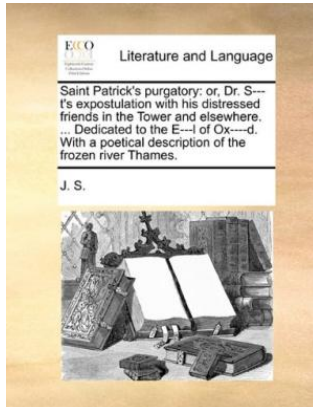 ECCO
Literature and Language
Saint Patrick's purgatory: or, Dr. S---
t's expostulation with his distressed
friends in the Tower and elsewhere.
... Dedicated to the E---l of Ox----d.
With a poetical description of the
frozen river Thames.
J. S.